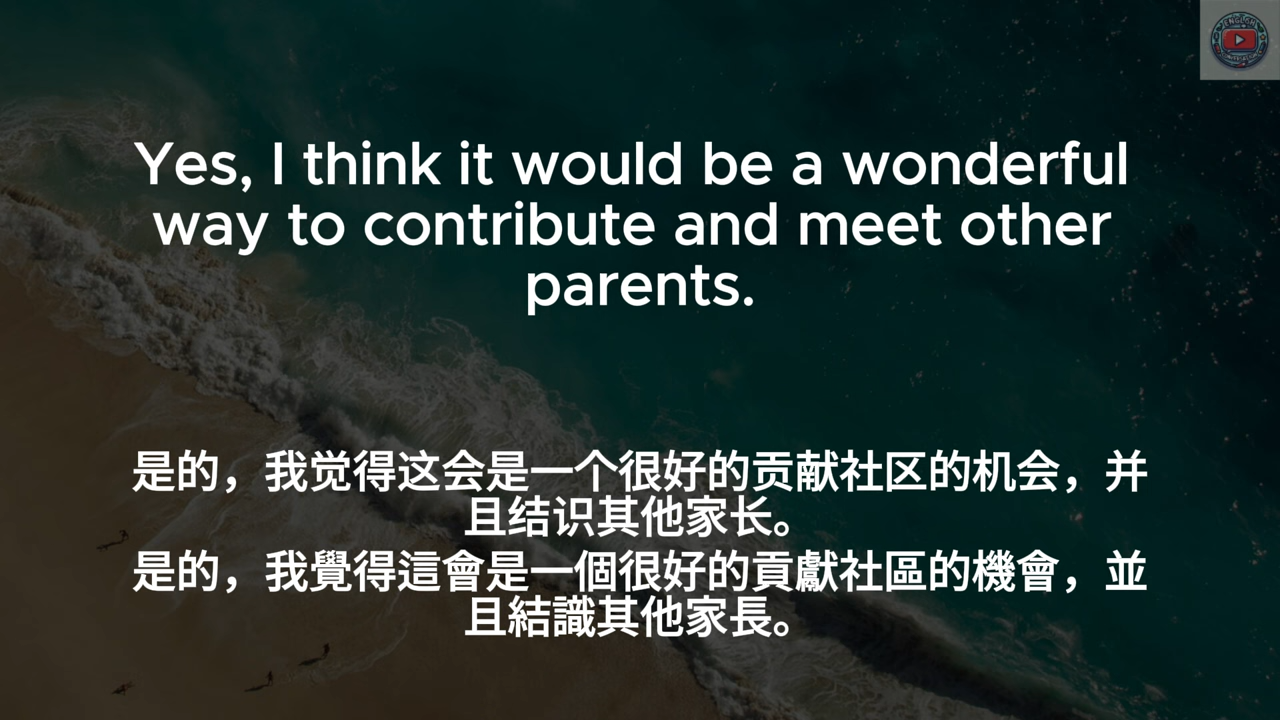 Yes, I think it would be a wonderful
way to contribute and meet other
parents.
是的，我觉得这会是一个很好的贡献社区的机会，并
且结识其他家长。
是的，我覺得這會是一個很好的貢獻社區的機會，並
且結識其他家長。